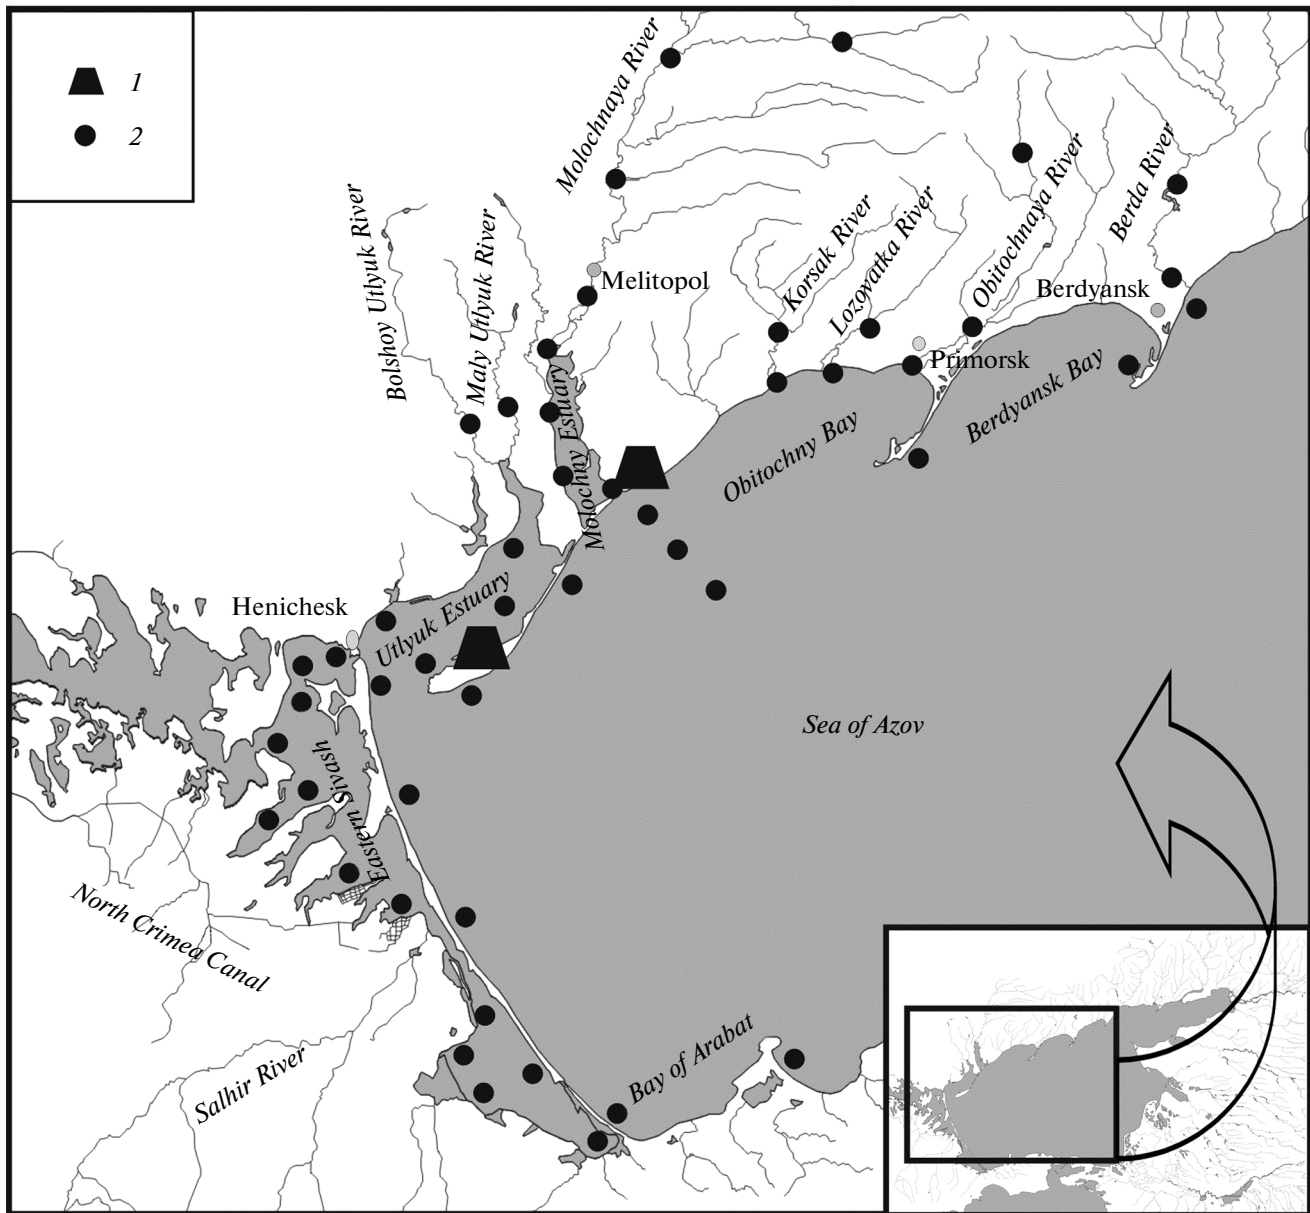 1
2
Molochnaya River
Bolshoy Utlyuk River
Maly Utlyuk River
Melitopol
Korsak River
Lozovatka River
Obitochnaya River
Berda River
Berdyansk
Primorsk
Molochny Estuary
Obitochny Bay
Berdyansk Bay
Henichesk
Utlyuk Estuary
Sea of Azov
Eastern Sivash
North Crimea Canal
Salhir River
Bay of Arabat